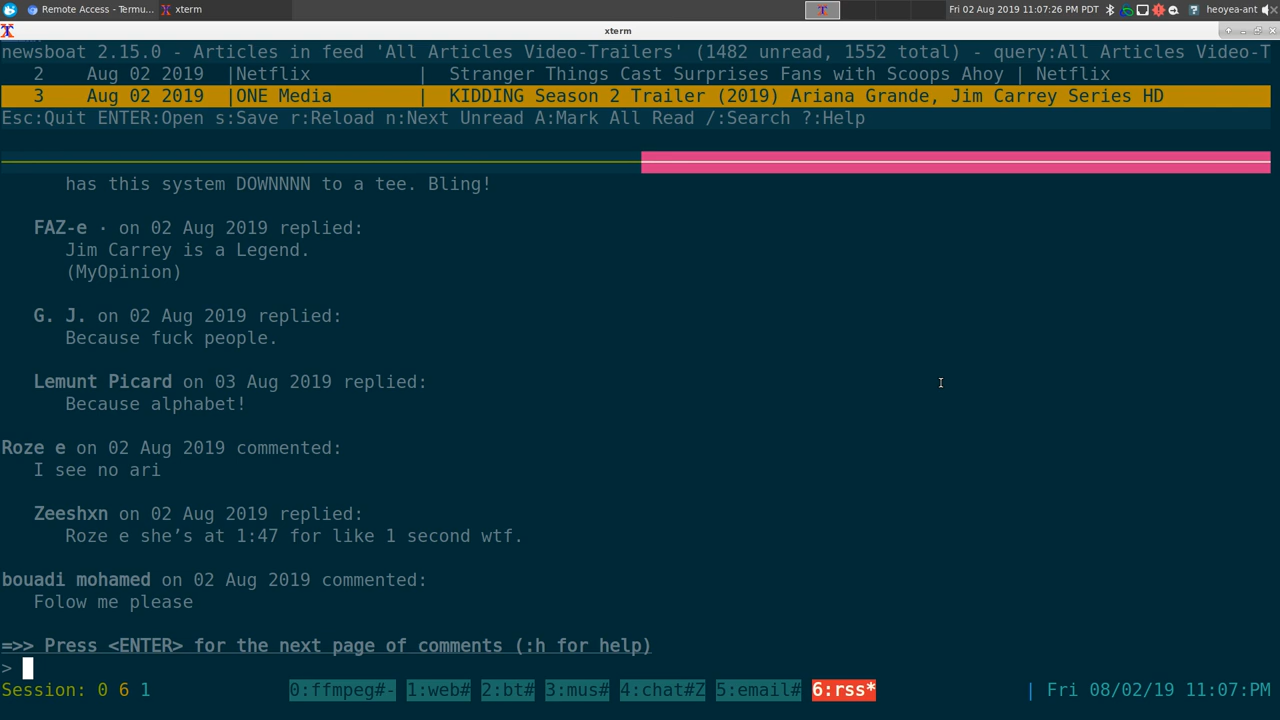 Remote Access - Termu... xterm Fri 02 Aug 2019 11:07:26 PM PDT heoyea-ant
xterm
newsboat 2.15.0 - Articles in feed 'All Articles Video-Trailers' (1482 unread, 1552 total) - query:All Articles Video-T
2 Aug 02 2019 |Netflix | Stranger Things Cast Surprises Fans with Scoops Ahoy | Netflix
3 Aug 02 2019 |ONE Media | KIDDING Season 2 Trailer (2019) Ariana Grande, Jim Carrey Series HD
Esc:Quit ENTER:Open s:Save r:Reload n:Next Unread A:Mark All Read /:Search ?:Help
has this system DOWNNNN to a tee. Bling!
FAZ-e · on 02 Aug 2019 replied:
Jim Carrey is a Legend.
(MyOpinion)
G. J. on 02 Aug 2019 replied:
Because fuck people.
Lemunt Picard on 03 Aug 2019 replied:
Because alphabet!
Roze e on 02 Aug 2019 commented:
I see no ari
Zeeshxn on 02 Aug 2019 replied:
Roze e she’s at 1:47 for like 1 second wtf.
bouadi mohamed on 02 Aug 2019 commented:
Folow me please
=>> Press <ENTER> for the next page of comments (:h for help)
>
Session: 0 6 1 0:ffmpeg#- 1:web# 2:bt# 3:mus# 4:chat#Z 5:email# 6:rss* | Fri 08/02/19 11:07:PM